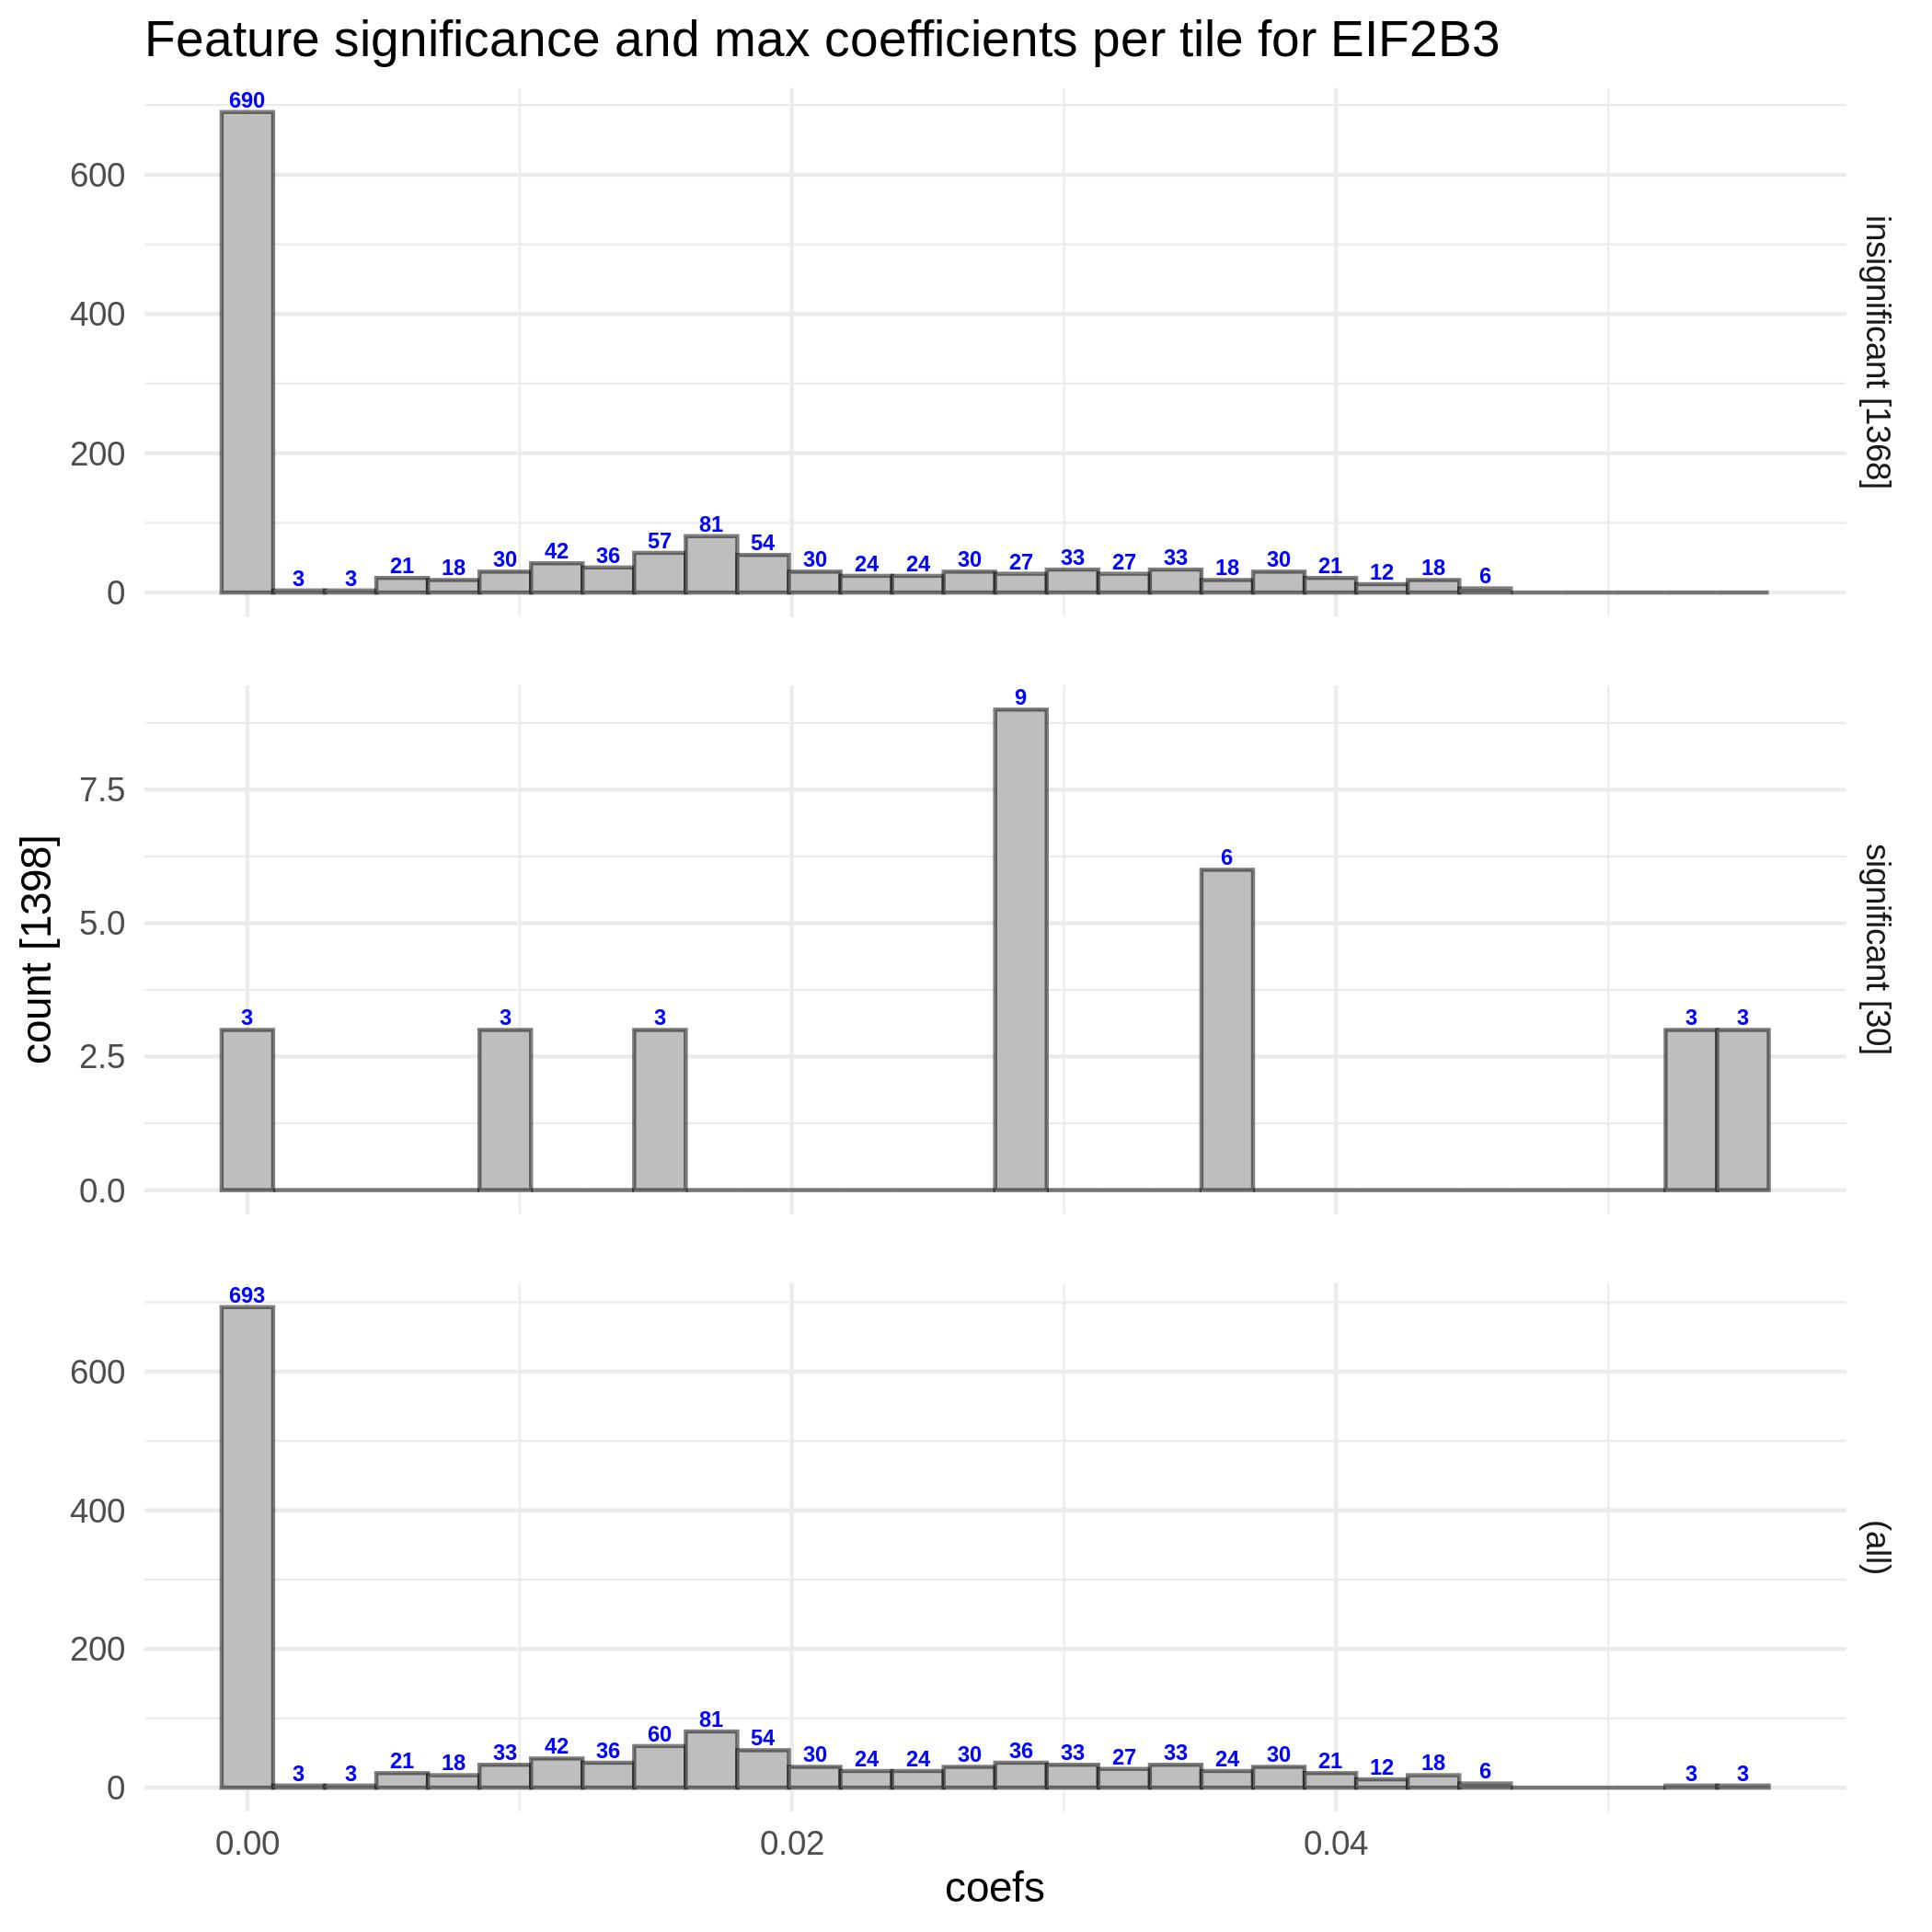 Feature significance and max coefficients per tile for EIF2B3
690
600
400
200
0
3 3 21 18 30 42 36 57 81 54 30 24 24 30 27 33 27 33 18 30 21 12 18 6
insignificant [1368]
count [1398]
7.5
5.0
2.5
0.0
3 3 3 9 6 3 3
significant [30]
693
600
400
200
0
3 3 21 18 33 42 36 60 81 54 30 24 24 30 36 33 27 33 24 30 21 12 18 6 3 3
(all)
0.00 0.02 0.04
coefs